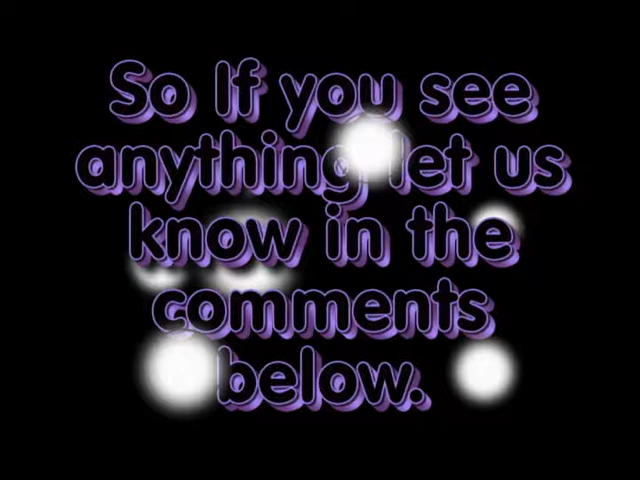 So If you see
anything let us
know in the
comments
below.